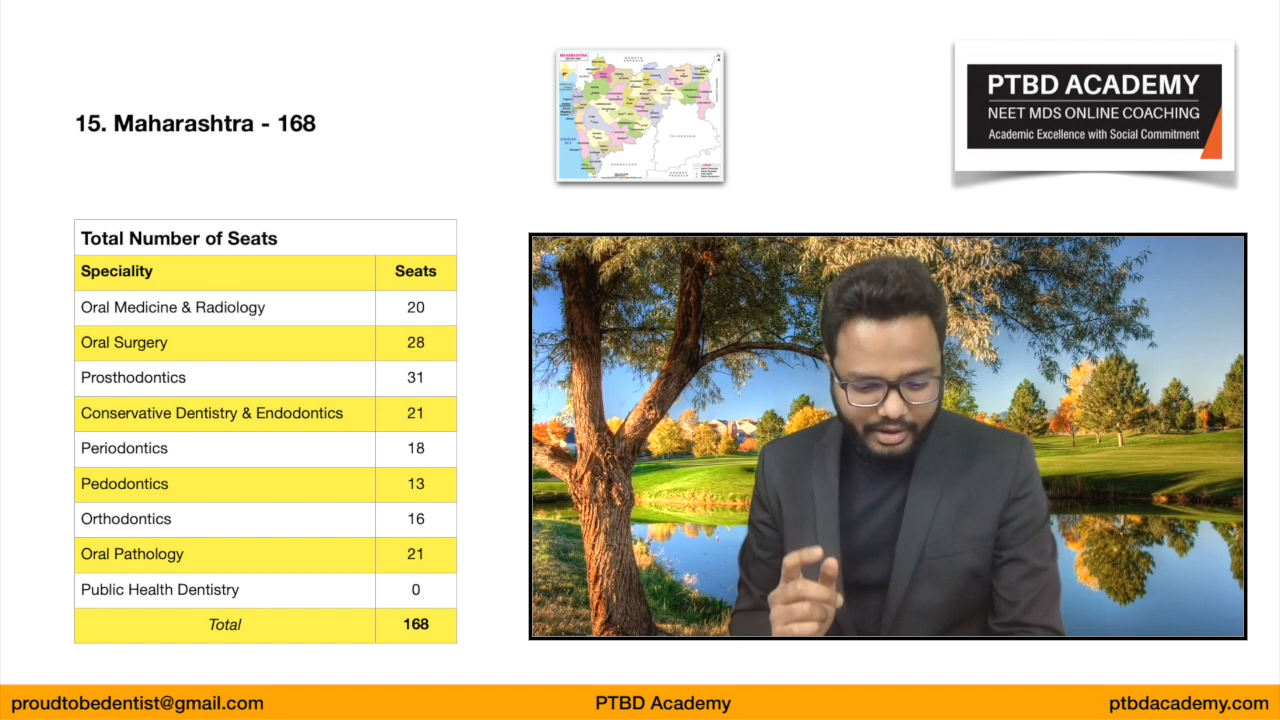 15. Maharashtra - 168
MAHARASHTRA
PTBD ACADEMY
NEET MDS ONLINE COACHING
Academic Excellence with Social Commitment
Total Number of Seats
Speciality Seats
Oral Medicine & Radiology 20
Oral Surgery 28
Prosthodontics 31
Conservative Dentistry & Endodontics 21
Periodontics 18
Pedodontics 13
Orthodontics 16
Oral Pathology 21
Public Health Dentistry 0
Total 168
proudtobedentist@gmail.com PTBD Academy ptbdacademy.com